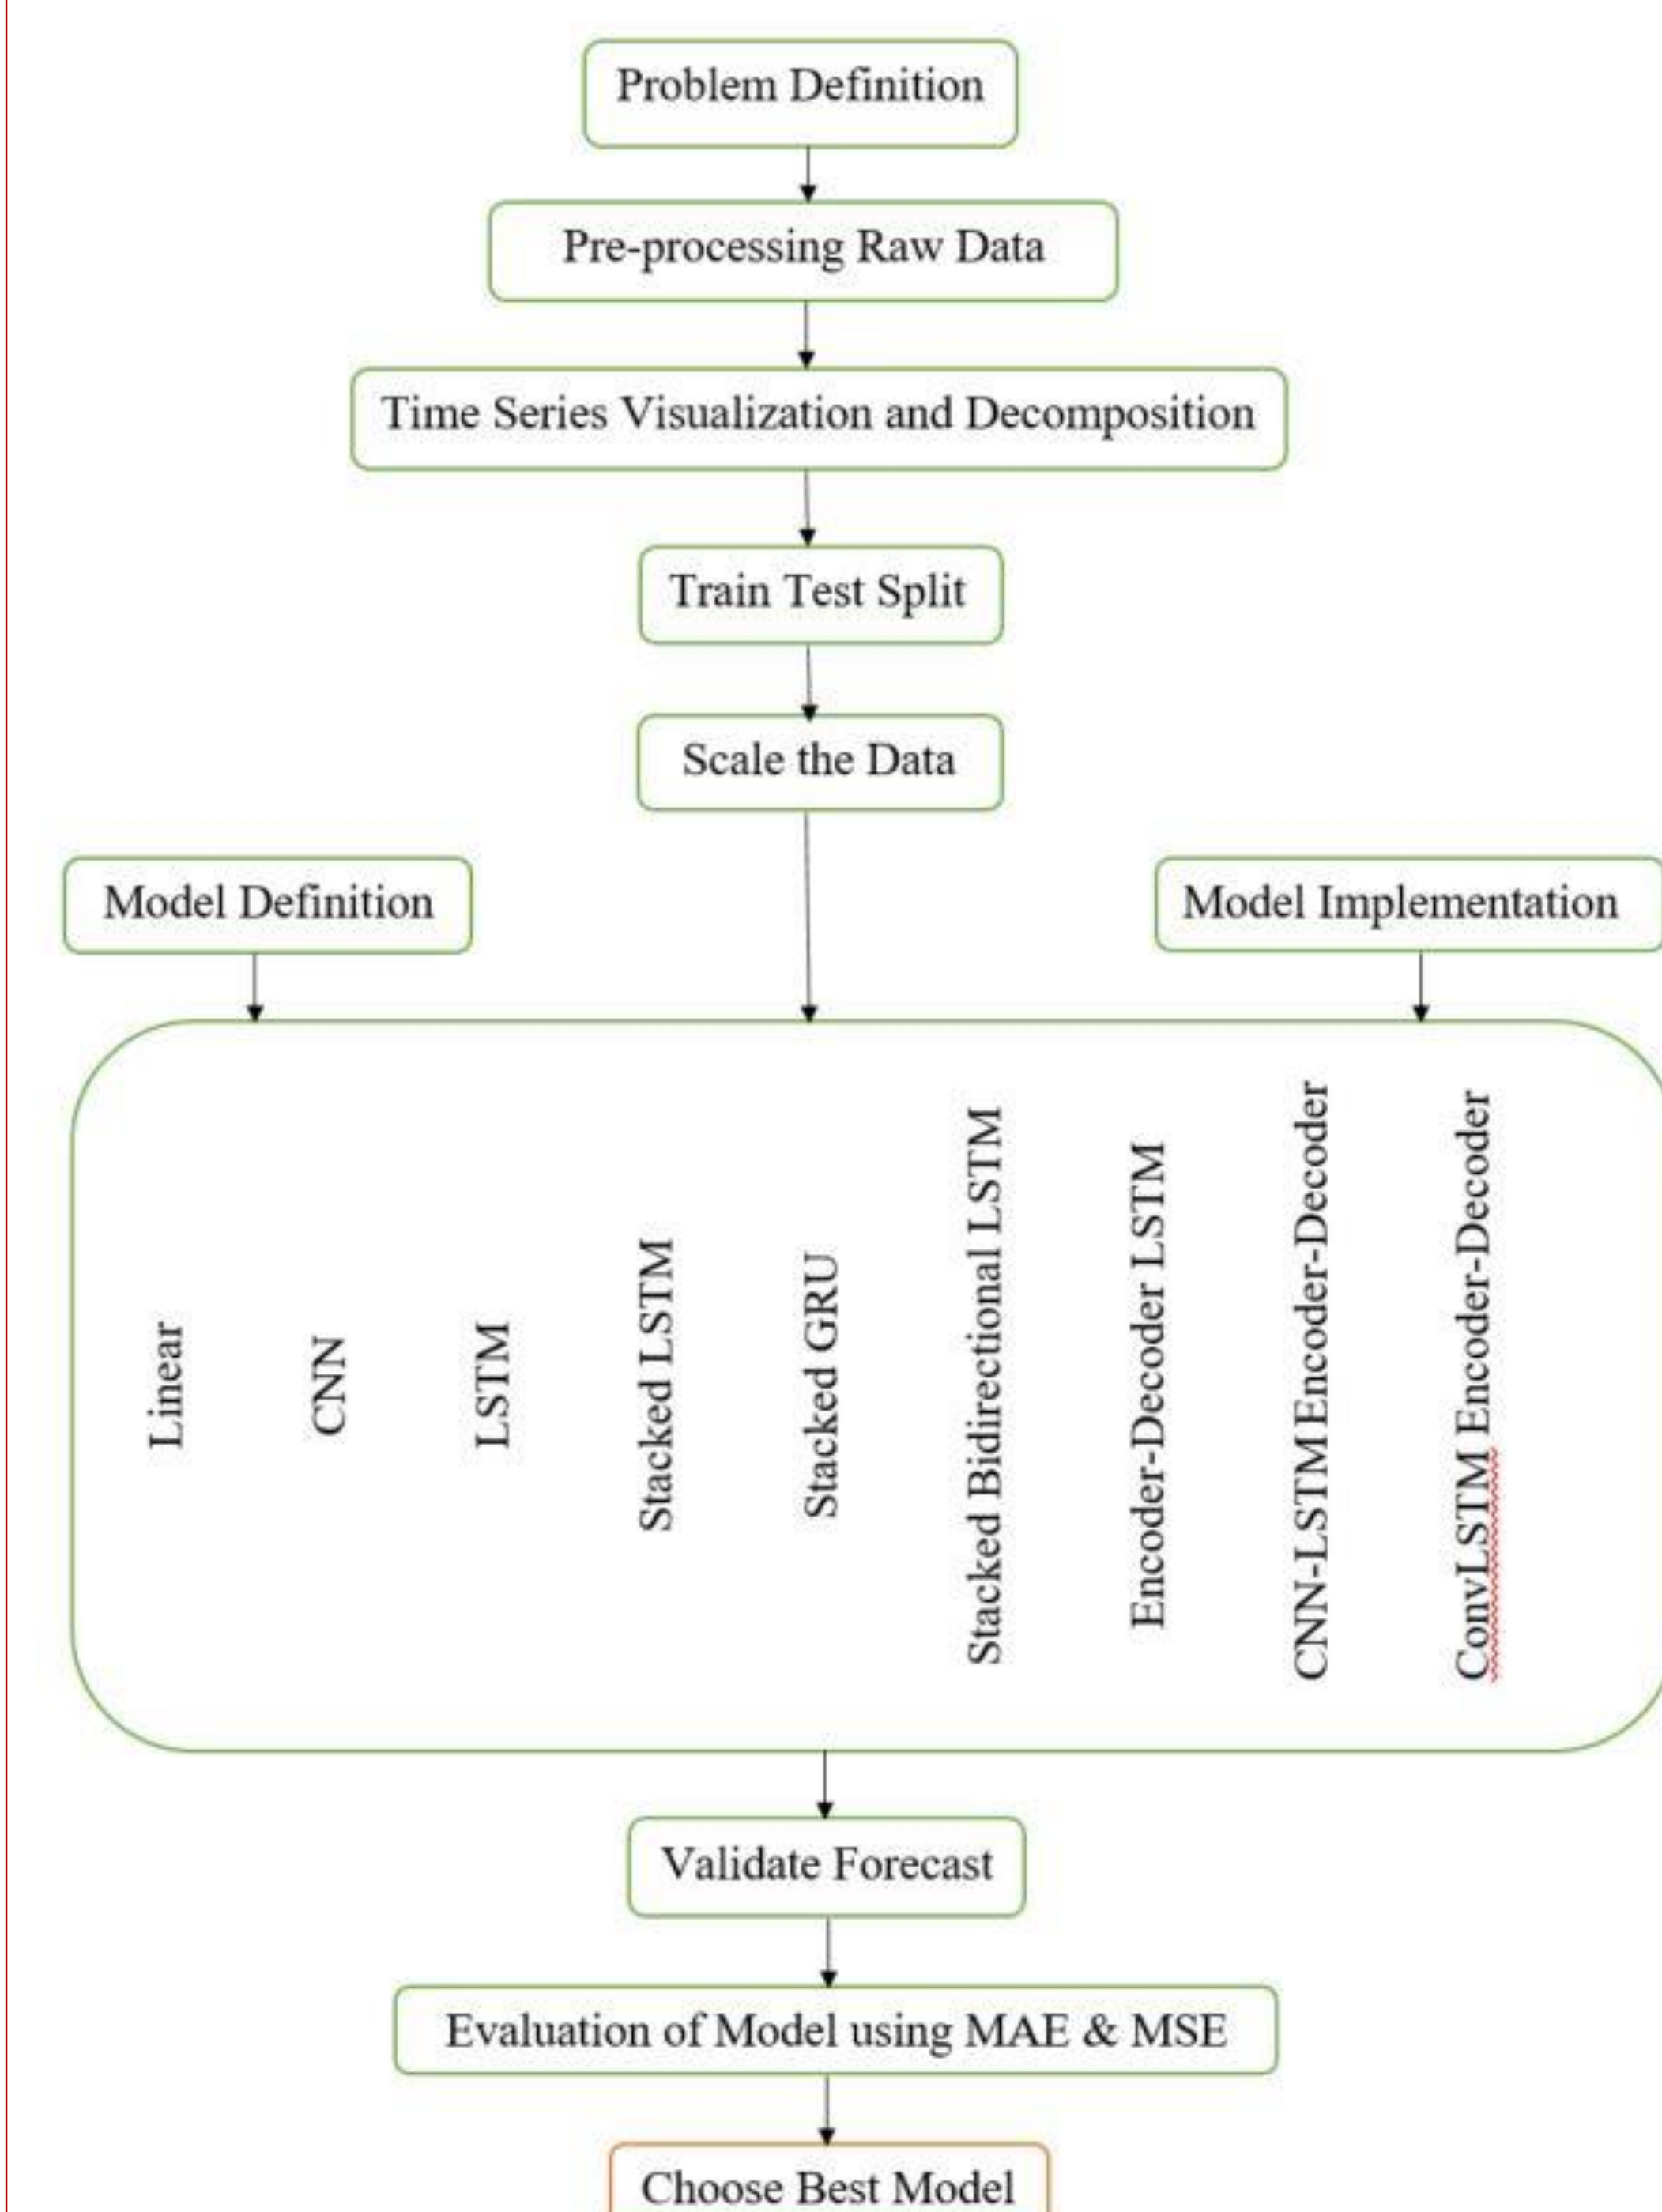 Problem Definition
Pre-processing Raw Data
Time Series Visualization and Decomposition
Train Test Split
Scale the Data
Model Definition
Model Implementation
Linear
CNN
LSTM
Stacked LSTM
Stacked GRU
Stacked Bidirectional LSTM
Encoder-Decoder LSTM
CNN-LSTM Encoder-Decoder
ConvLSTM Encoder-Decoder
Validate Forecast
Evaluation of Model using MAE & MSE
Choose Best Model